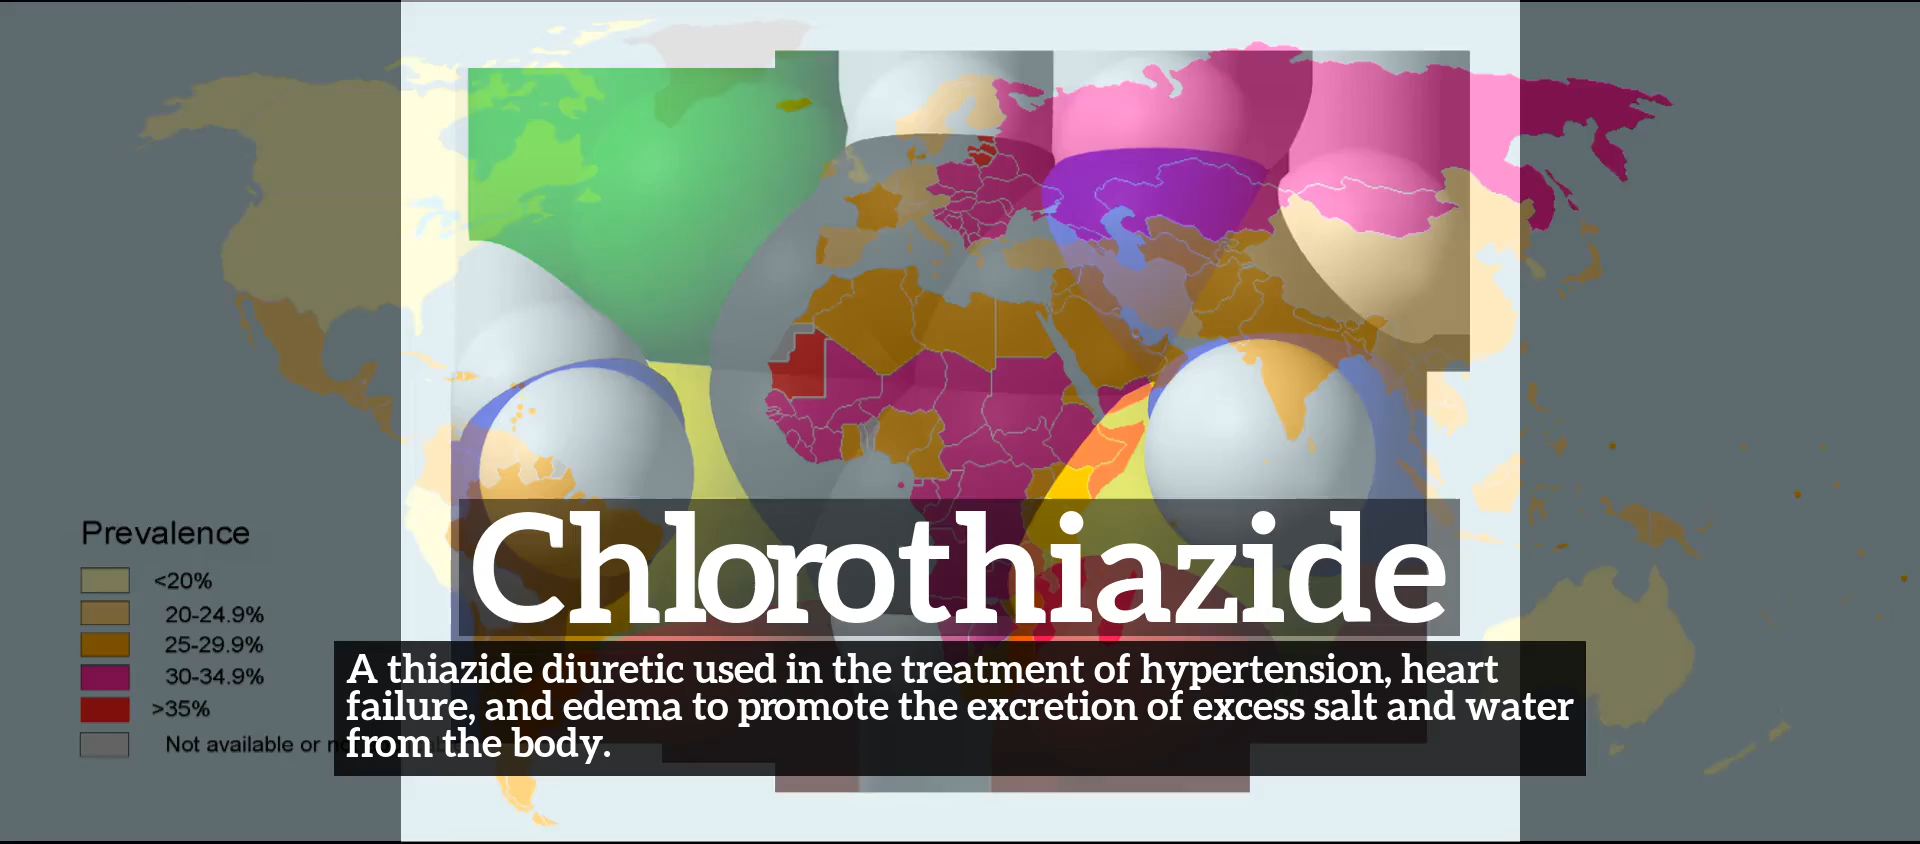 Chlorothiazide
A thiazide diuretic used in the treatment of hypertension, heart
failure, and edema to promote the excretion of excess salt and water
from the body.
Prevalence
<20%
20-24.9%
25-29.9%
30-34.9%
>35%
Not available or